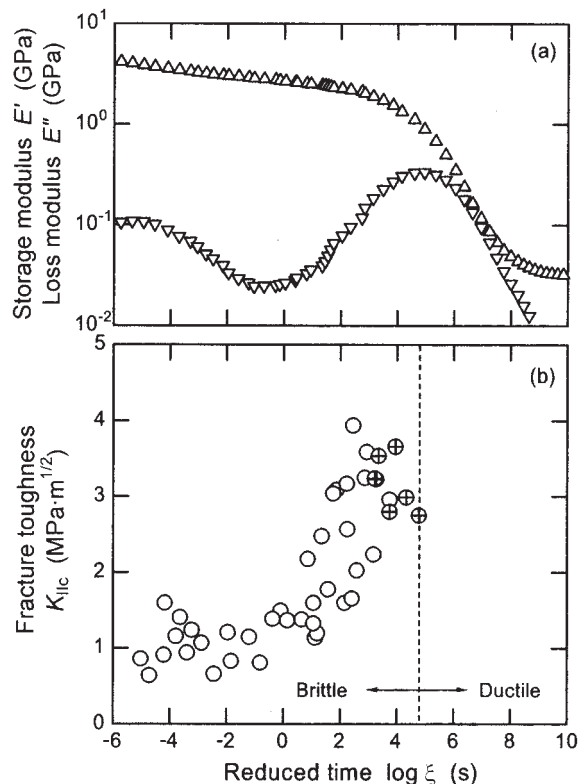 (a)
Storage modulus E' (GPa)
Loss modulus E" (GPa)
10^1
10^0
10^-1
10^-2
(b)
Fracture toughness
K_IIc (MPa·m^1/2)
5
4
3
2
1
0
Brittle
Ductile
-6 -4 -2 0 2 4 6 8 10
Reduced time log ξ (s)